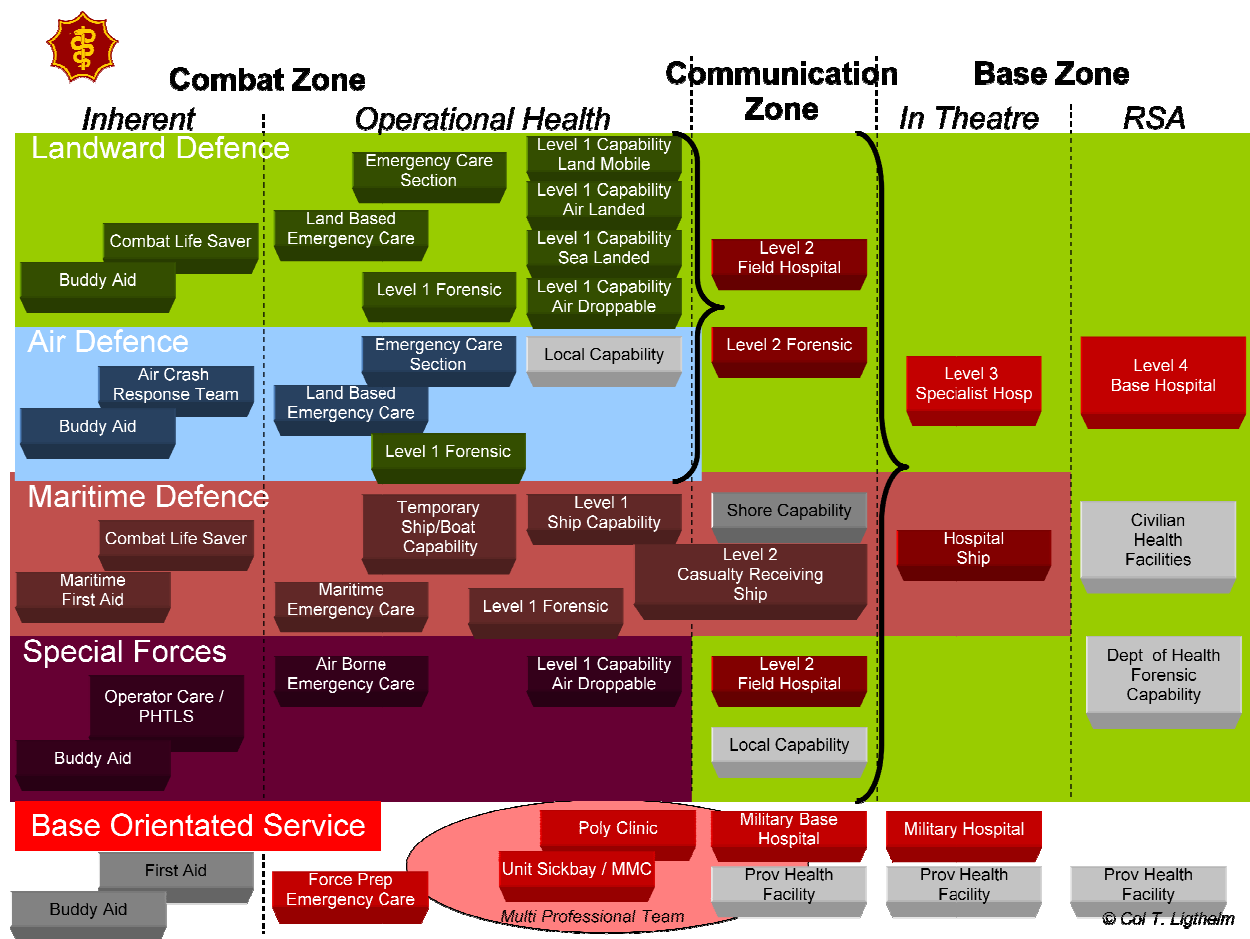 Combat Zone
Communication
Zone
Base Zone
Inherent
Operational Health
In Theatre
RSA
Landward Defence
Emergency Care
Section
Level 1 Capability
Land Mobile
Level 1 Capability
Air Landed
Land Based
Emergency Care
Combat Life Saver
Level 1 Capability
Sea Landed
Level 2
Field Hospital
Buddy Aid
Level 1 Forensic
Level 1 Capability
Air Droppable
Air Defence
Emergency Care
Section
Local Capability
Level 2 Forensic
Air Crash
Response Team
Land Based
Emergency Care
Level 3
Specialist Hosp
Level 4
Base Hospital
Buddy Aid
Level 1 Forensic
Maritime Defence
Temporary
Ship/Boat
Capability
Level 1
Ship Capability
Shore Capability
Combat Life Saver
Level 2
Casualty Receiving
Ship
Hospital
Ship
Civilian
Health
Facilities
Maritime
First Aid
Maritime
Emergency Care
Level 1 Forensic
Special Forces
Air Borne
Emergency Care
Level 1 Capability
Air Droppable
Level 2
Field Hospital
Dept of Health
Forensic
Capability
Operator Care /
PHTLS
Buddy Aid
Local Capability
Base Orientated Service
Poly Clinic
Military Base
Hospital
Military Hospital
First Aid
Unit Sickbay / MMC
Force Prep
Emergency Care
Prov Health
Facility
Prov Health
Facility
Prov Health
Facility
Buddy Aid
Multi Professional Team
© Col T. Ligthelm